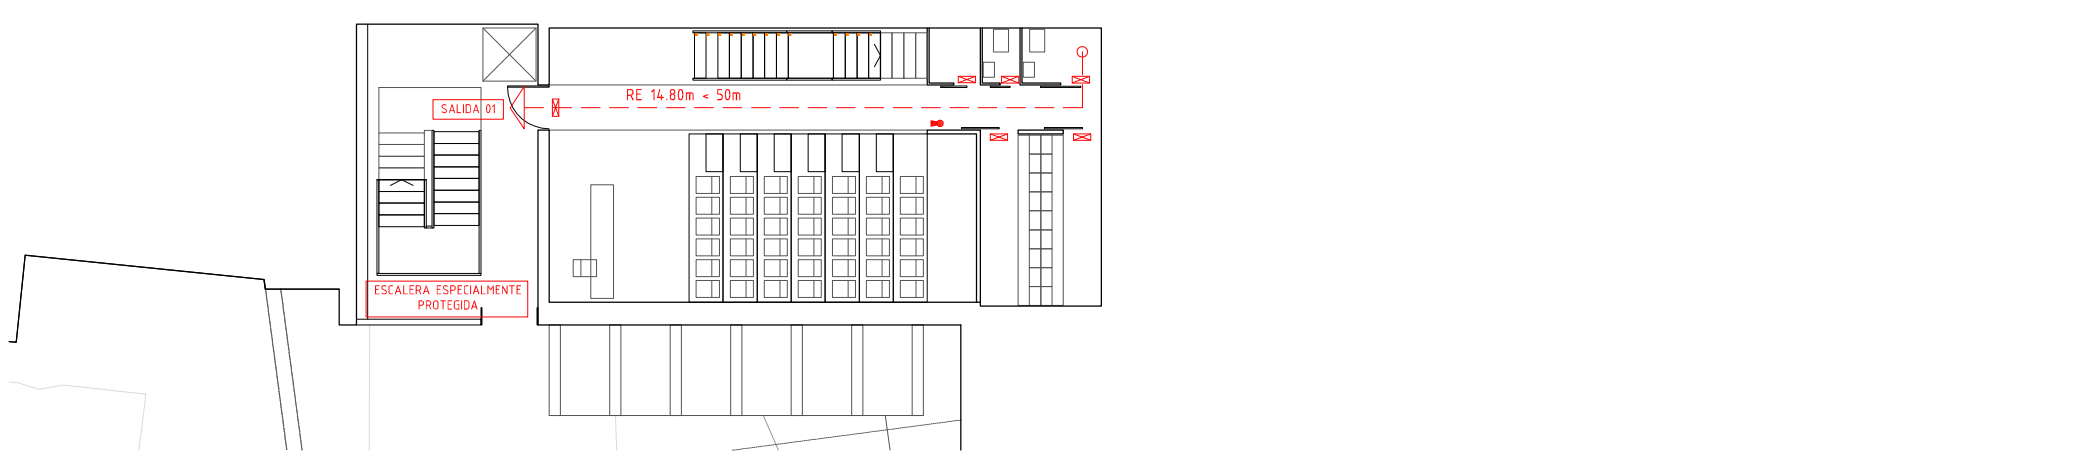 RE 14.80m < 50m
SALIDA 01
ESCALERA ESPECIALMENTE
PROTEGIDA